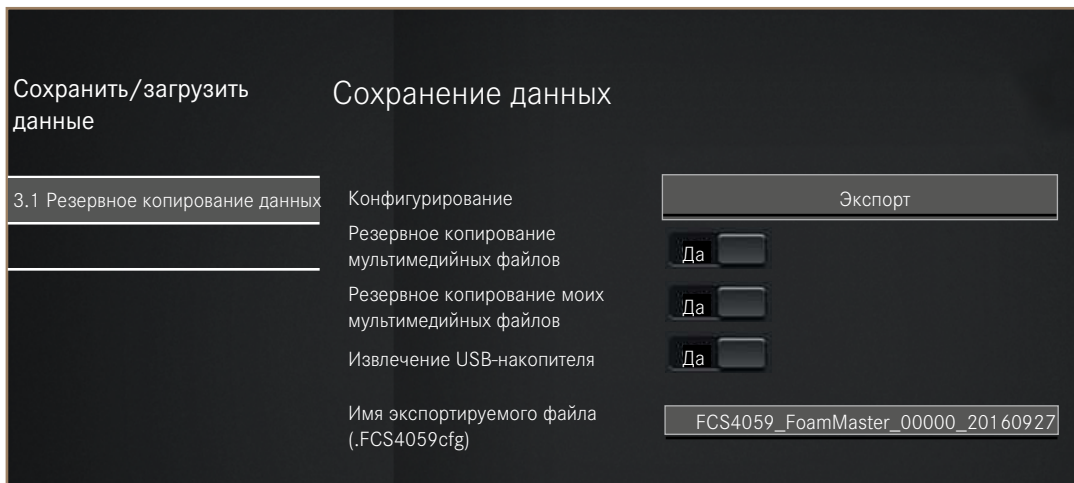 Сохранить/загрузить
данные
Сохранение данных
3.1 Резервное копирование данных
Конфигурирование
Экспорт
Резервное копирование
мультимедийных файлов
Да
Резервное копирование моих
мультимедийных файлов
Да
Извлечение USB-накопителя
Да
Имя экспортируемого файла
(.FCS4059cfg)
FCS4059_FoamMaster_00000_20160927